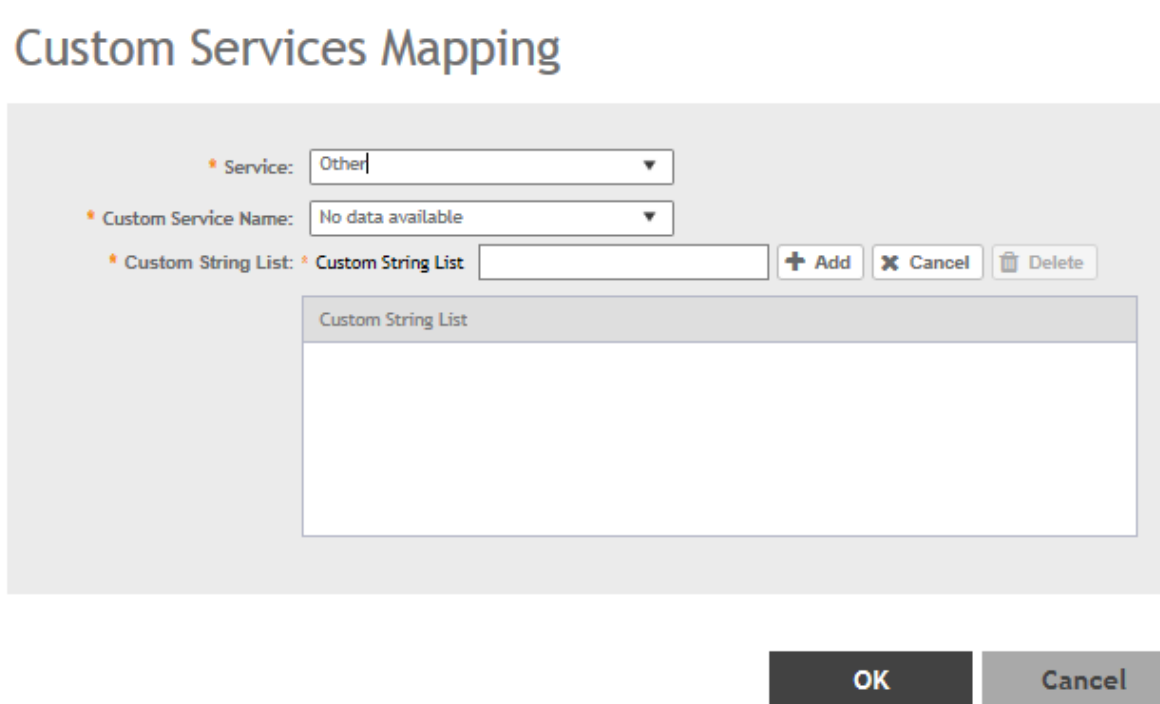 Custom Services Mapping
* Service: Other
* Custom Service Name: No data available
* Custom String List: * Custom String List + Add x Cancel Delete
Custom String List
OK Cancel